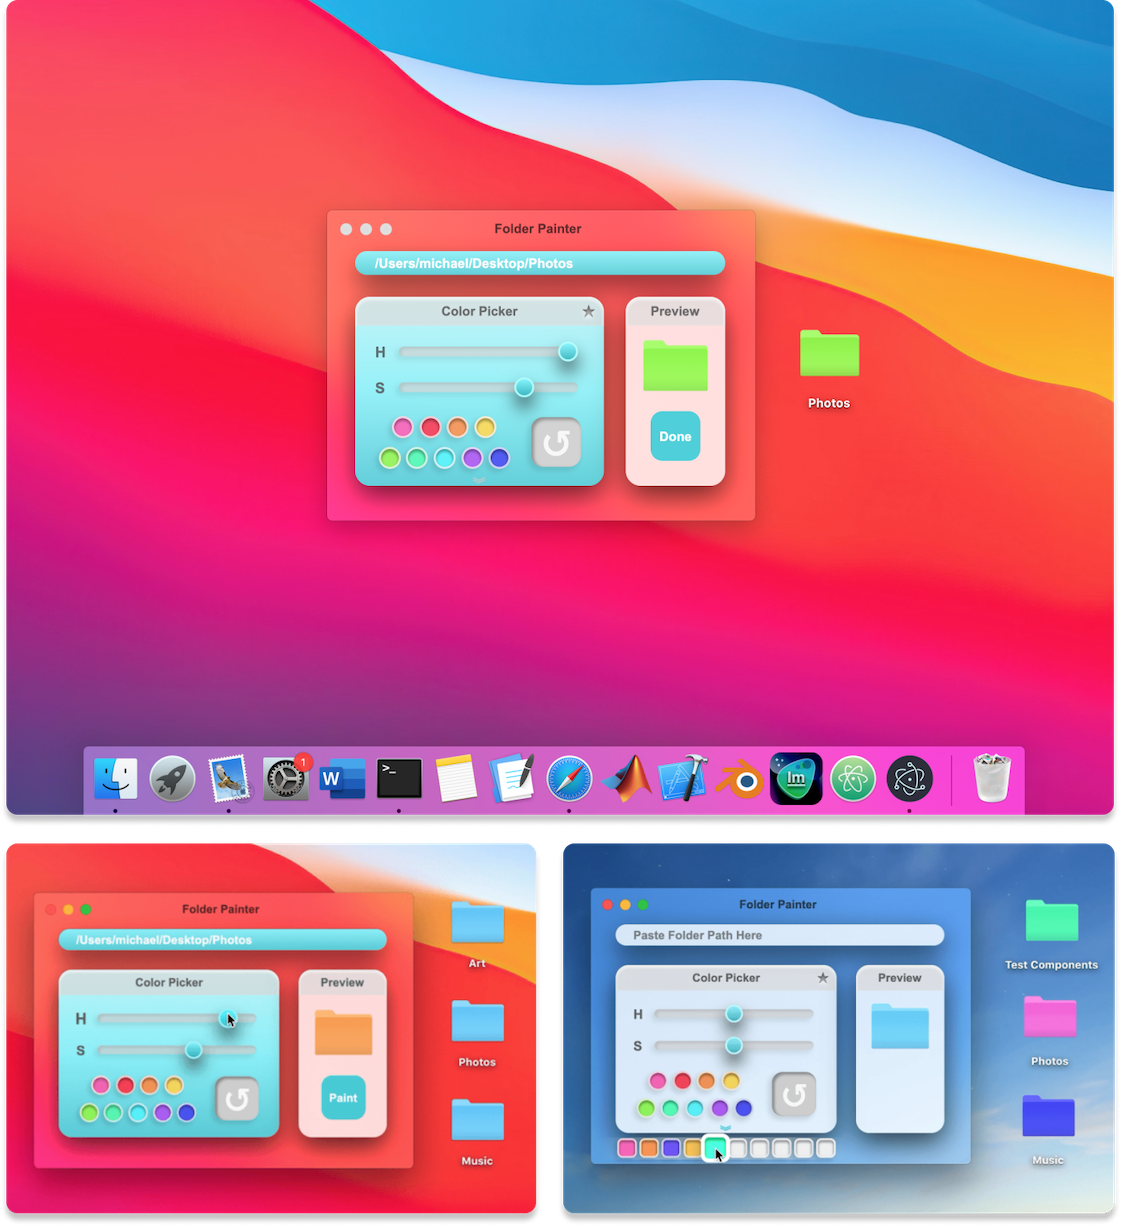 Folder Painter
/Users/michael/Desktop/Photos
Color Picker
Preview
H
S
Done
Photos
1
W
>_
lm
Folder Painter
/Users/michael/Desktop/Photos
Color Picker
Preview
H
S
Paint
Art
Photos
Music
Folder Painter
Paste Folder Path Here
Color Picker
Preview
H
S
Test Components
Photos
Music